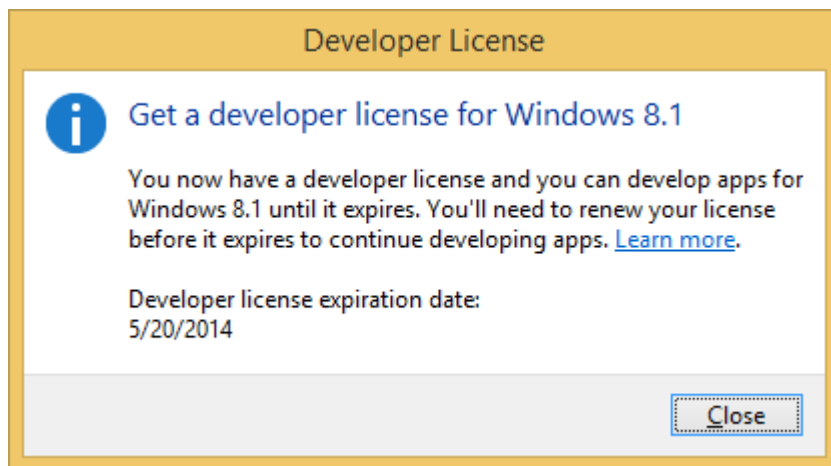 Developer License
Get a developer license for Windows 8.1
You now have a developer license and you can develop apps for
Windows 8.1 until it expires. You'll need to renew your license
before it expires to continue developing apps. Learn more.
Developer license expiration date:
5/20/2014
Close